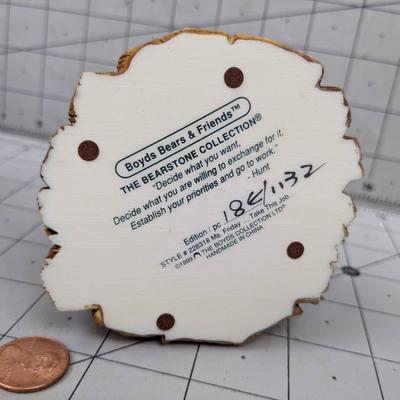 Boyds Bears & Friends™
THE BEARSTONE COLLECTION®
"Decide what you want.
Decide what you are willing to exchange for it.
Establish your priorities and go to work."
-Hunt
Edition / pc 18E/1132
STYLE # 228318 Ms. Friday ...Take This Job.
©1999 THE BOYDS COLLECTION LTD®
HANDMADE IN CHINA